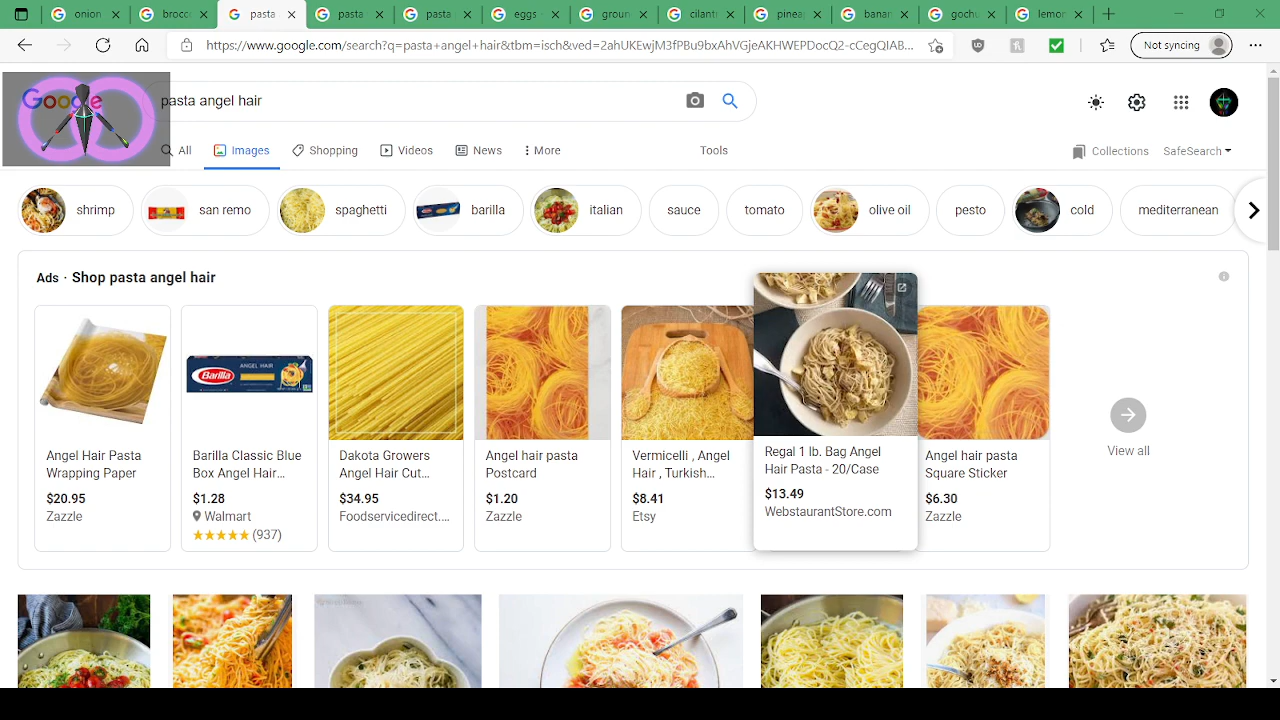 onion
brocc
pasta
pasta
pasta
eggs -
groun
cilant
pinea
banan
gochu
lemon
https://www.google.com/search?q=pasta+angel+hair&tbm=isch&ved=2ahUKEwjM3fPBu9bxAhVGjeAKHWEPDocQ2-cCegQIAB...
Not syncing
Google
pasta angel hair
All
Images
Shopping
Videos
News
More
Tools
Collections
SafeSearch
shrimp
san remo
spaghetti
barilla
italian
sauce
tomato
olive oil
pesto
cold
mediterranean
Ads · Shop pasta angel hair
Angel Hair Pasta
Wrapping Paper
$20.95
Zazzle
Barilla
ANGEL HAIR
Barilla Classic Blue
Box Angel Hair...
$1.28
Walmart
(937)
Dakota Growers
Angel Hair Cut...
$34.95
Foodservicedirect....
Angel hair pasta
Postcard
$1.20
Zazzle
Vermicelli , Angel
Hair , Turkish...
$8.41
Etsy
Regal 1 lb. Bag Angel
Hair Pasta - 20/Case
$13.49
WebstaurantStore.com
Angel hair pasta
Square Sticker
$6.30
Zazzle
View all